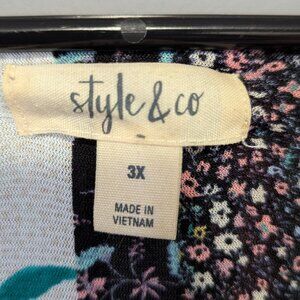 style & co
3X
MADE IN
VIETNAM